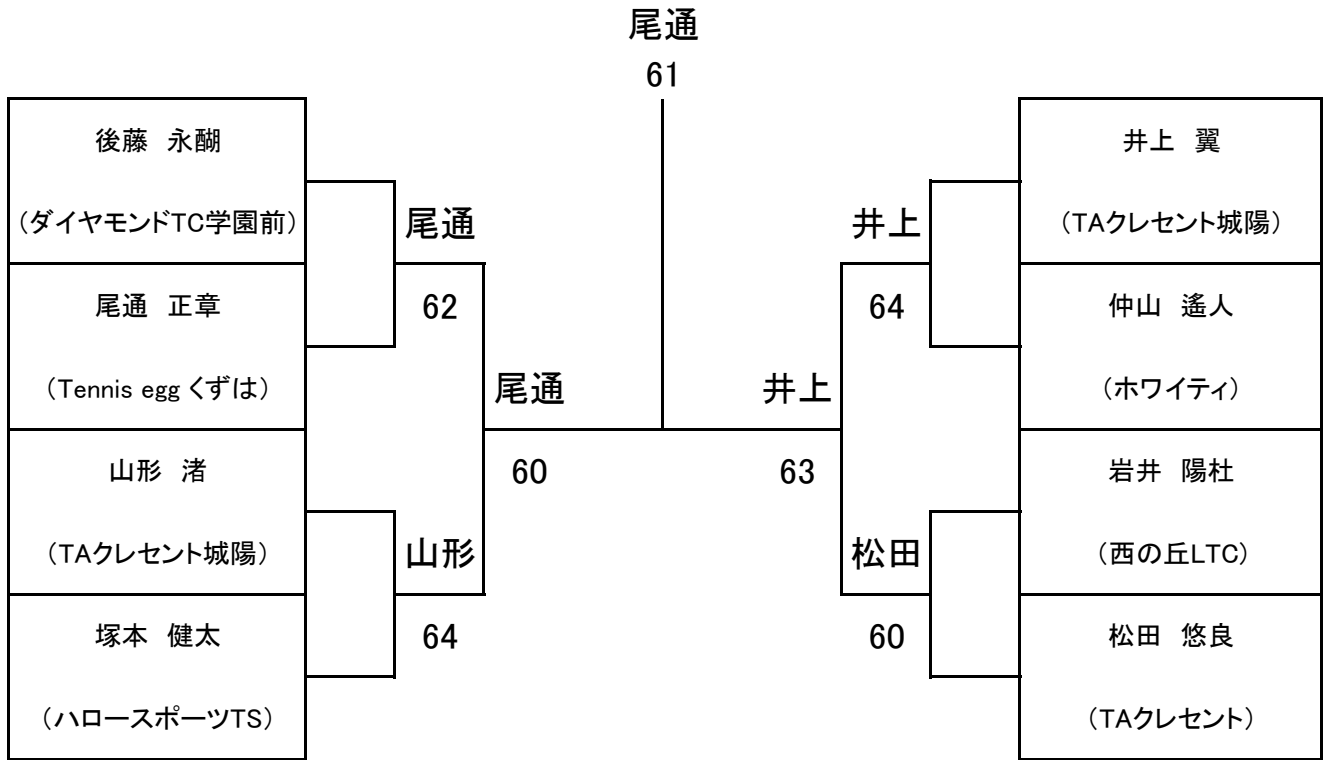 尾通
61
後藤　永醐
（ダイヤモンドTC学園前）
尾通　正章
（Tennis egg くずは）
山形　渚
（TAクレセント城陽）
塚本　健太
（ハロースポーツTS）
尾通
62
山形
64
尾通
60
井上
63
井上
64
松田
60
井上　翼
（TAクレセント城陽）
仲山　遙人
（ホワイティ）
岩井　陽杜
（西の丘LTC）
松田　悠良
（TAクレセント）